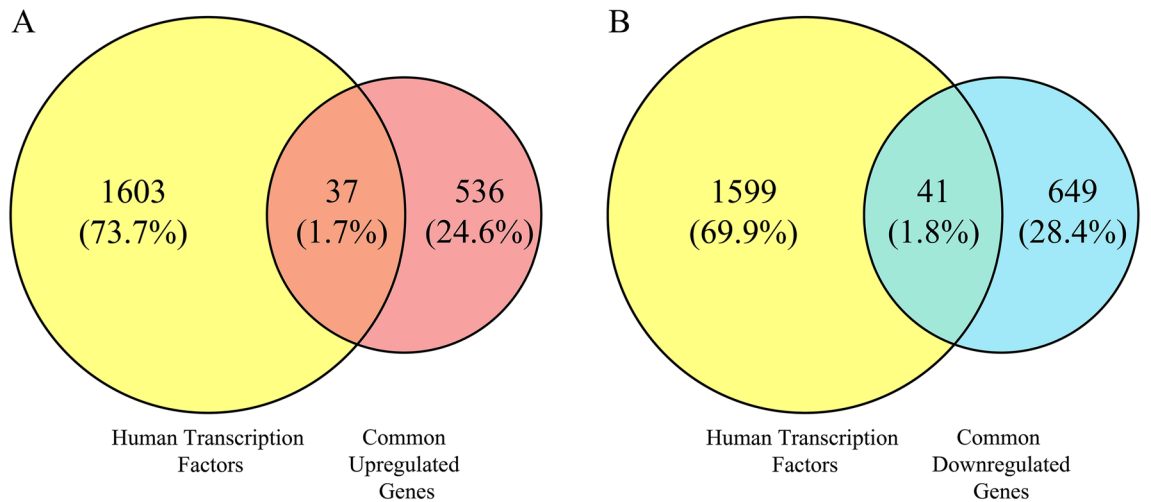 A
1603
(73.7%)
37
(1.7%)
536
(24.6%)
Human Transcription
Factors
Common
Upregulated
Genes
B
1599
(69.9%)
41
(1.8%)
649
(28.4%)
Human Transcription
Factors
Common
Downregulated
Genes